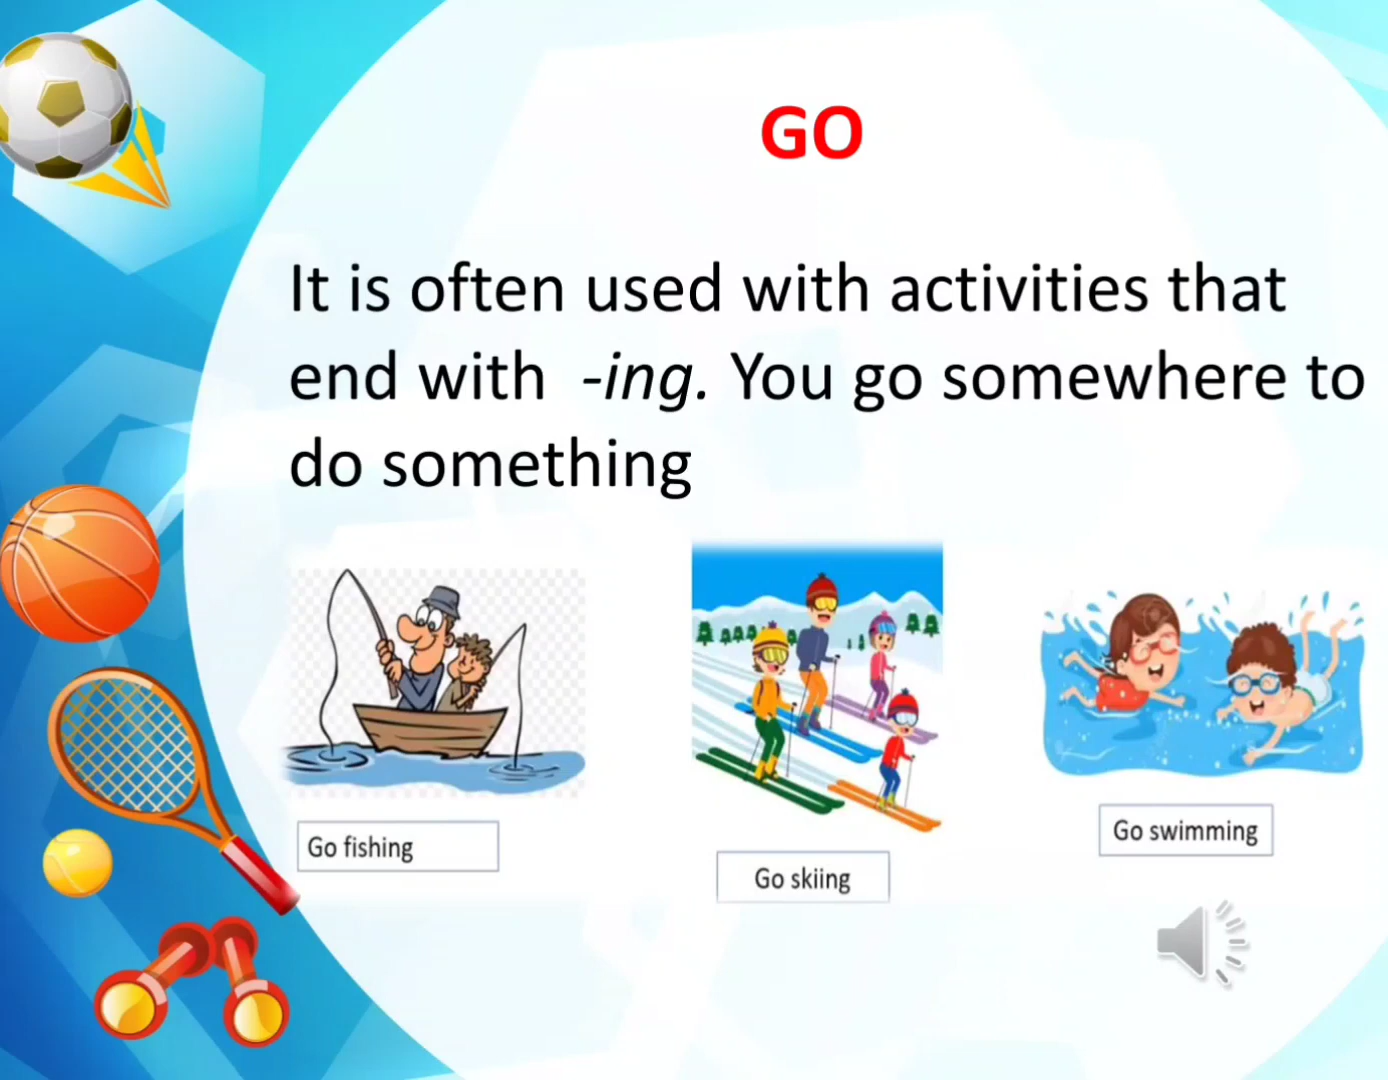 GO
It is often used with activities that
end with -ing. You go somewhere to
do something
Go fishing
Go skiing
Go swimming